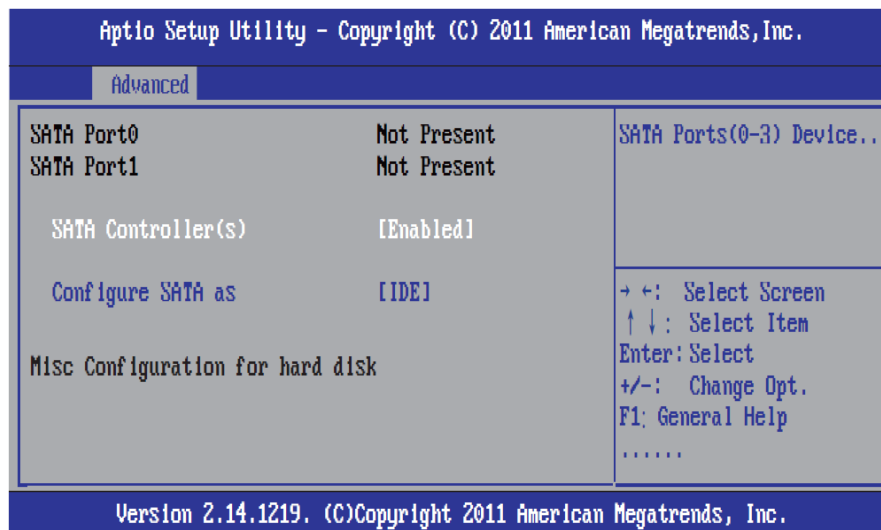 Aptio Setup Utility - Copyright (C) 2011 American Megatrends,Inc.
Advanced
SATA Port0 Not Present
SATA Port1 Not Present
SATA Controller(s) [Enabled]
Configure SATA as [IDE]
Misc Configuration for hard disk
SATA Ports(0-3) Device..
→ ←: Select Screen
↑ ↓: Select Item
Enter: Select
+/-: Change Opt.
F1: General Help
......
Version 2.14.1219. (C)Copyright 2011 American Megatrends, Inc.